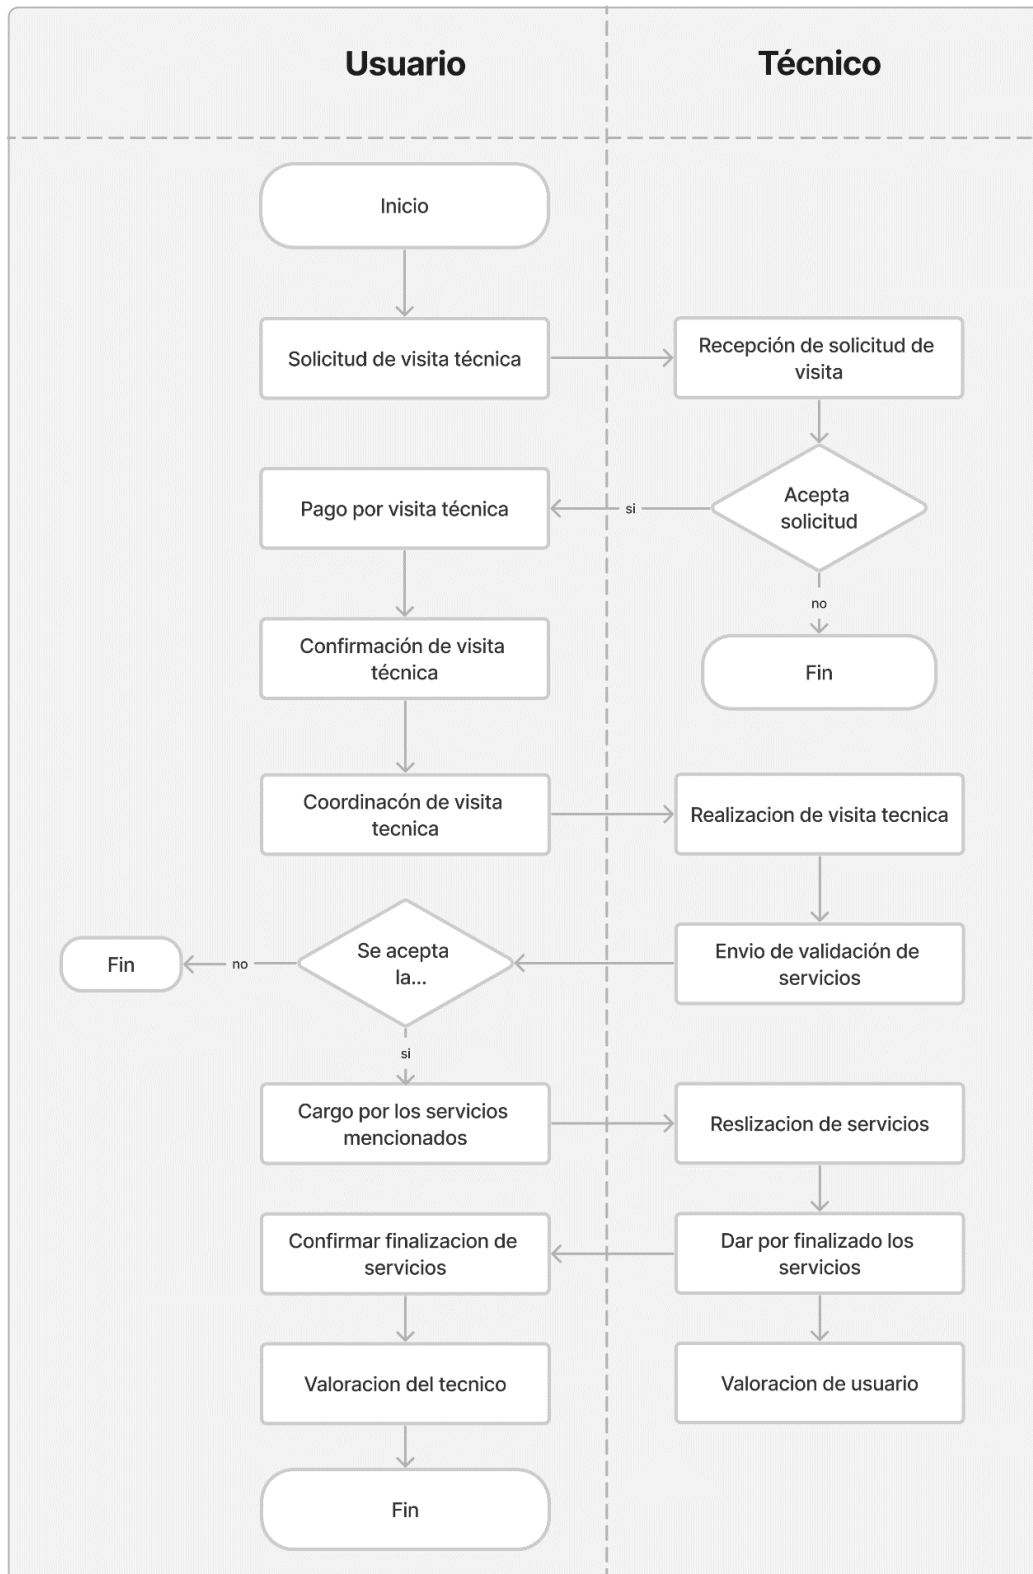 Usuario
Técnico
Inicio
Solicitud de visita técnica
Recepción de solicitud de
visita
Pago por visita técnica
si
Acepta
solicitud
no
Confirmación de visita
técnica
Fin
Coordinacón de visita
tecnica
Realizacion de visita tecnica
Fin
no
Se acepta
la...
Envio de validación de
servicios
si
Cargo por los servicios
mencionados
Reslizacion de servicios
Confirmar finalizacion de
servicios
Dar por finalizado los
servicios
Valoracion del tecnico
Valoracion de usuario
Fin